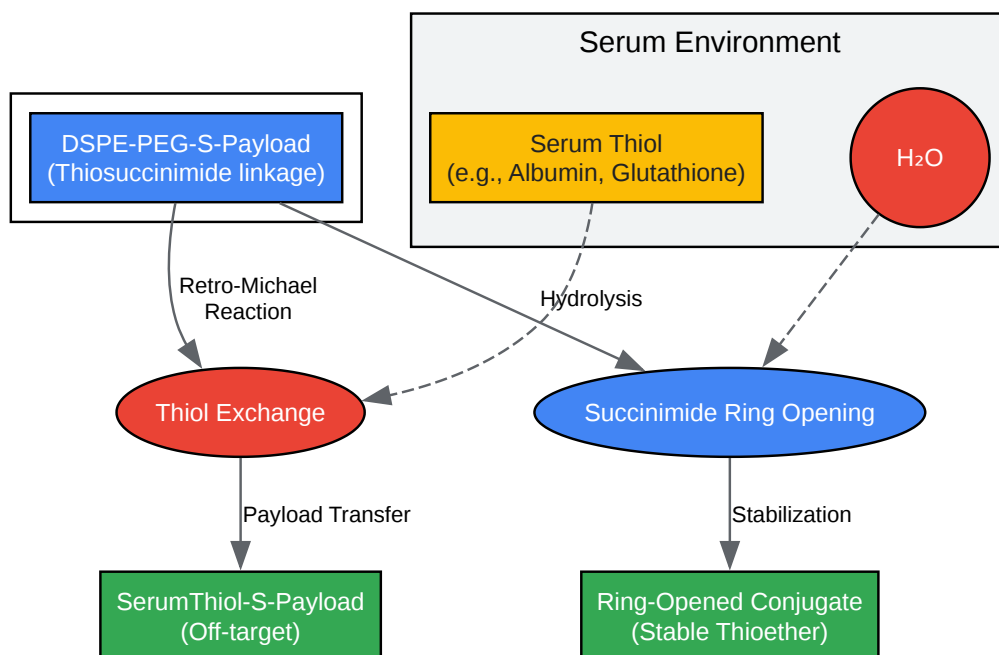 Serum Environment
DSPE-PEG-S-Payload
(Thiosuccinimide linkage)
Serum Thiol
(e.g., Albumin, Glutathione)
H₂O
Retro-Michael
Reaction
Hydrolysis
Thiol Exchange
Succinimide Ring Opening
Payload Transfer
Stabilization
SerumThiol-S-Payload
(Off-target)
Ring-Opened Conjugate
(Stable Thioether)